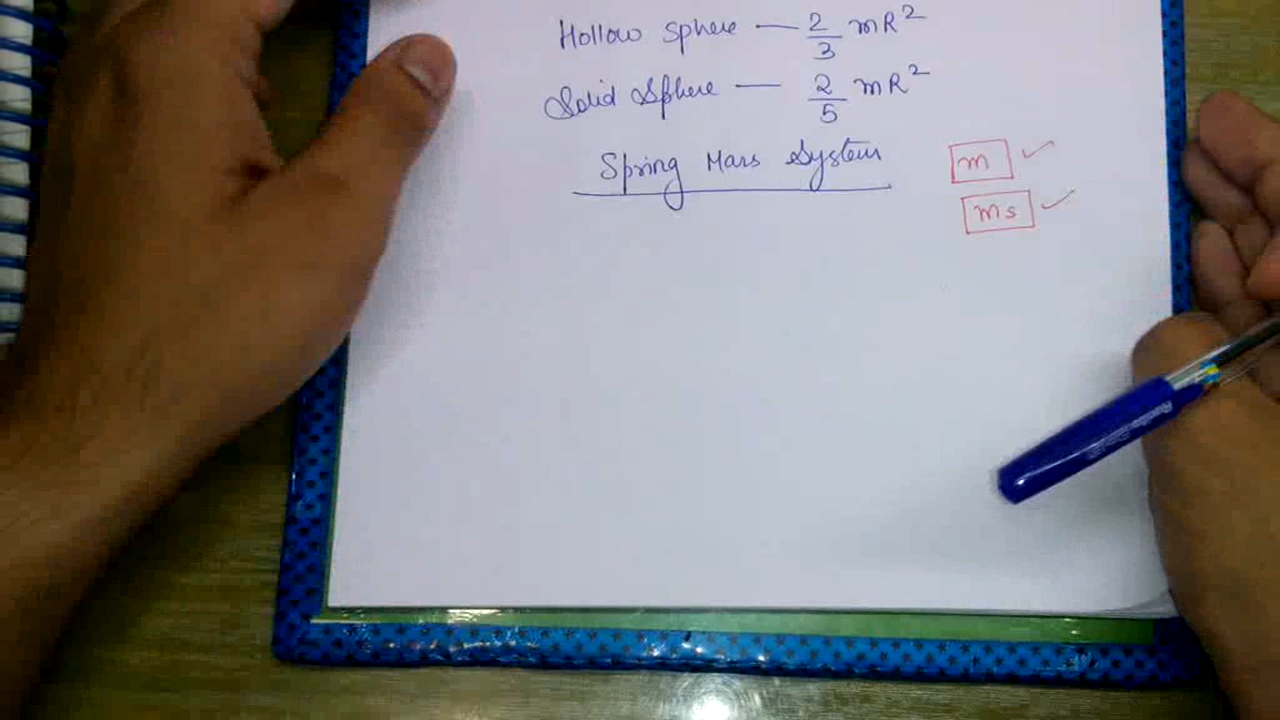 Hollow Sphere — 2/3 mR²
Solid Sphere — 2/5 mR²
Spring Mass System
m ✓
ms ✓